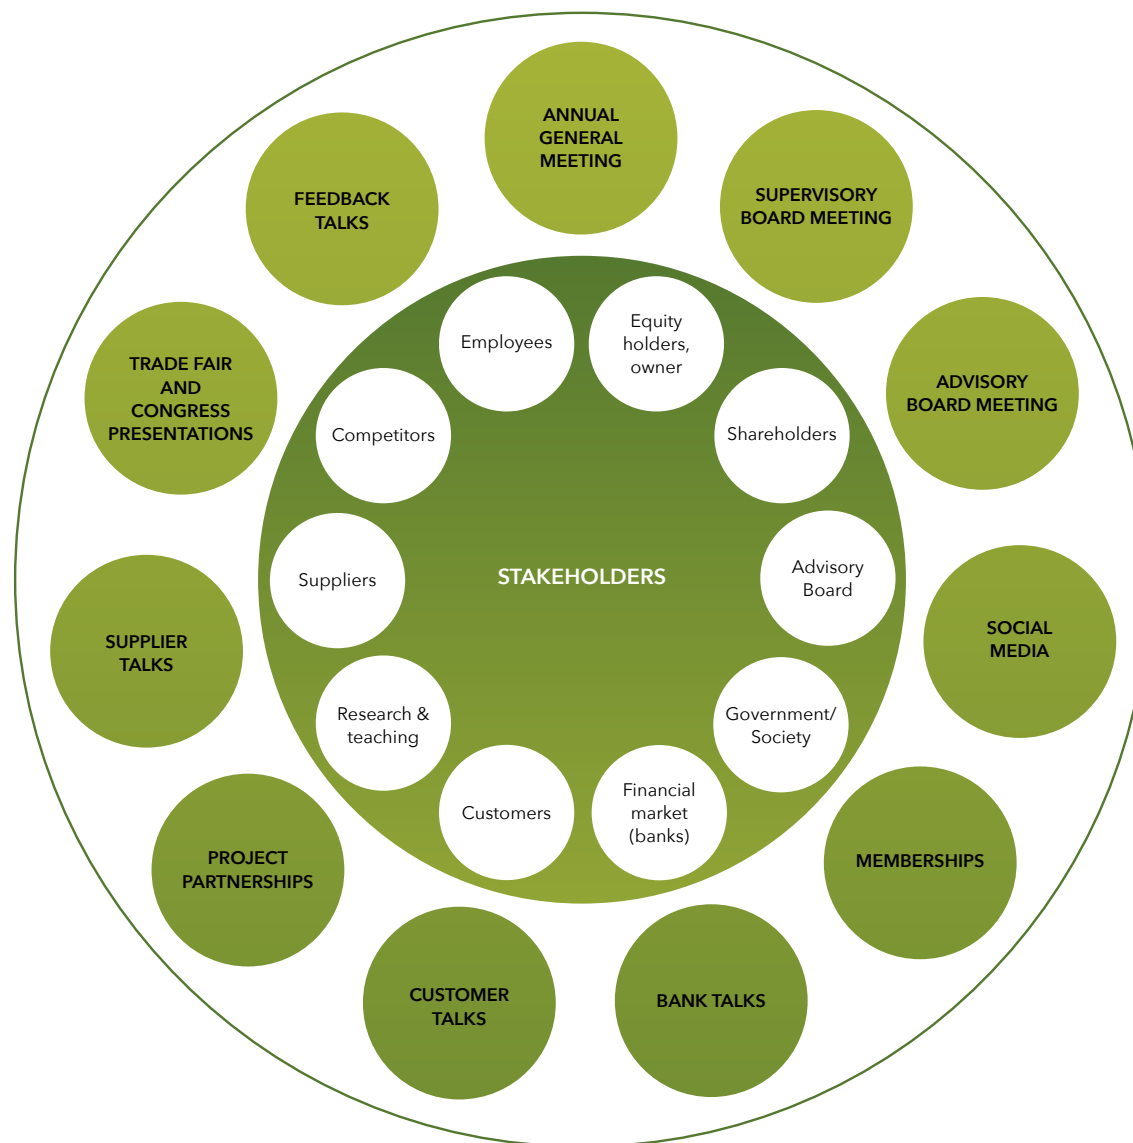 ANNUAL
GENERAL
MEETING
SUPERVISORY
BOARD MEETING
ADVISORY
BOARD MEETING
SOCIAL
MEDIA
MEMBERSHIPS
BANK TALKS
CUSTOMER
TALKS
PROJECT
PARTNERSHIPS
SUPPLIER
TALKS
TRADE FAIR
AND
CONGRESS
PRESENTATIONS
FEEDBACK
TALKS
Employees
Equity
holders,
owner
Shareholders
Advisory
Board
Government/
Society
Financial
market
(banks)
Customers
Research &
teaching
Suppliers
Competitors
STAKEHOLDERS